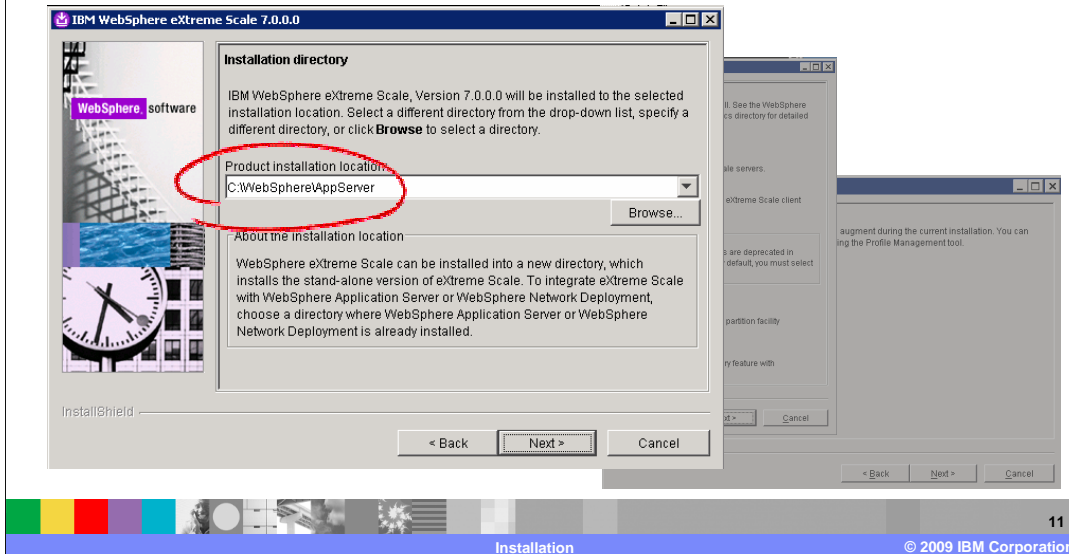 IBM WebSphere eXtreme Scale 7.0.0.0
WebSphere. software
Installation directory
IBM WebSphere eXtreme Scale, Version 7.0.0.0 will be installed to the selected
installation location. Select a different directory from the drop-down list, specify a
different directory, or click Browse to select a directory.
Product installation location:
C:\WebSphere\AppServer
Browse...
About the installation location
WebSphere eXtreme Scale can be installed into a new directory, which
installs the stand-alone version of eXtreme Scale. To integrate eXtreme Scale
with WebSphere Application Server or WebSphere Network Deployment,
choose a directory where WebSphere Application Server or WebSphere
Network Deployment is already installed.
InstallShield
< Back
Next >
Cancel
ll. See the WebSphere
cs directory for detailed
ale servers.
eXtreme Scale client
s are deprecated in
default, you must select
partition facility
ry feature with
xt >
Cancel
augment during the current installation. You can
ing the Profile Management tool.
< Back
Next >
Cancel
11
Installation
© 2009 IBM Corporation